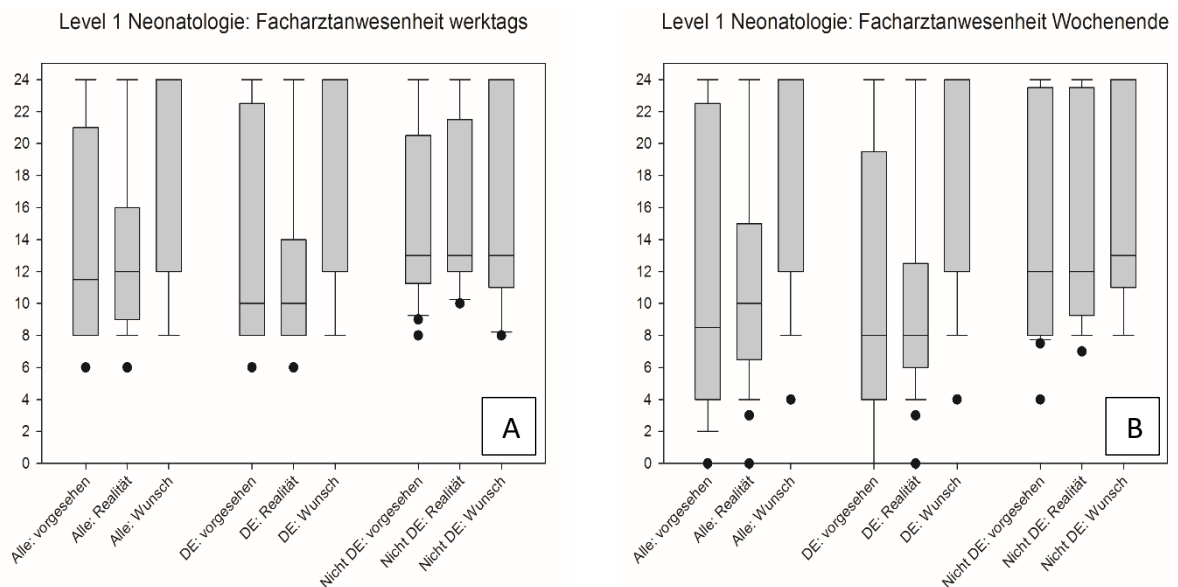 Level 1 Neonatologie: Facharztanwesenheit werktags
24
22
20
18
16
14
12
10
8
6
4
2
0
A
Alle: vorgesehen
Alle: Realität
Alle: Wunsch
DE: vorgesehen
DE: Realität
DE: Wunsch
Nicht DE: vorgesehen
Nicht DE: Realität
Nicht DE: Wunsch
Level 1 Neonatologie: Facharztanwesenheit Wochenende
24
22
20
18
16
14
12
10
8
6
4
2
0
B
Alle: vorgesehen
Alle: Realität
Alle: Wunsch
DE: vorgesehen
DE: Realität
DE: Wunsch
Nicht DE: vorgesehen
Nicht DE: Realität
Nicht DE: Wunsch